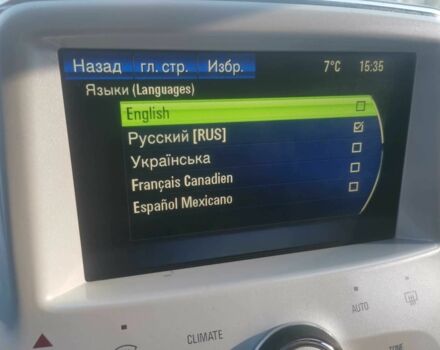 Назад гл. стр. Избр. 7°C 15:35
Языки (Languages)
English
Русский [RUS]
Українська
Français Canadien
Español Mexicano
AUTO
CLIMATE